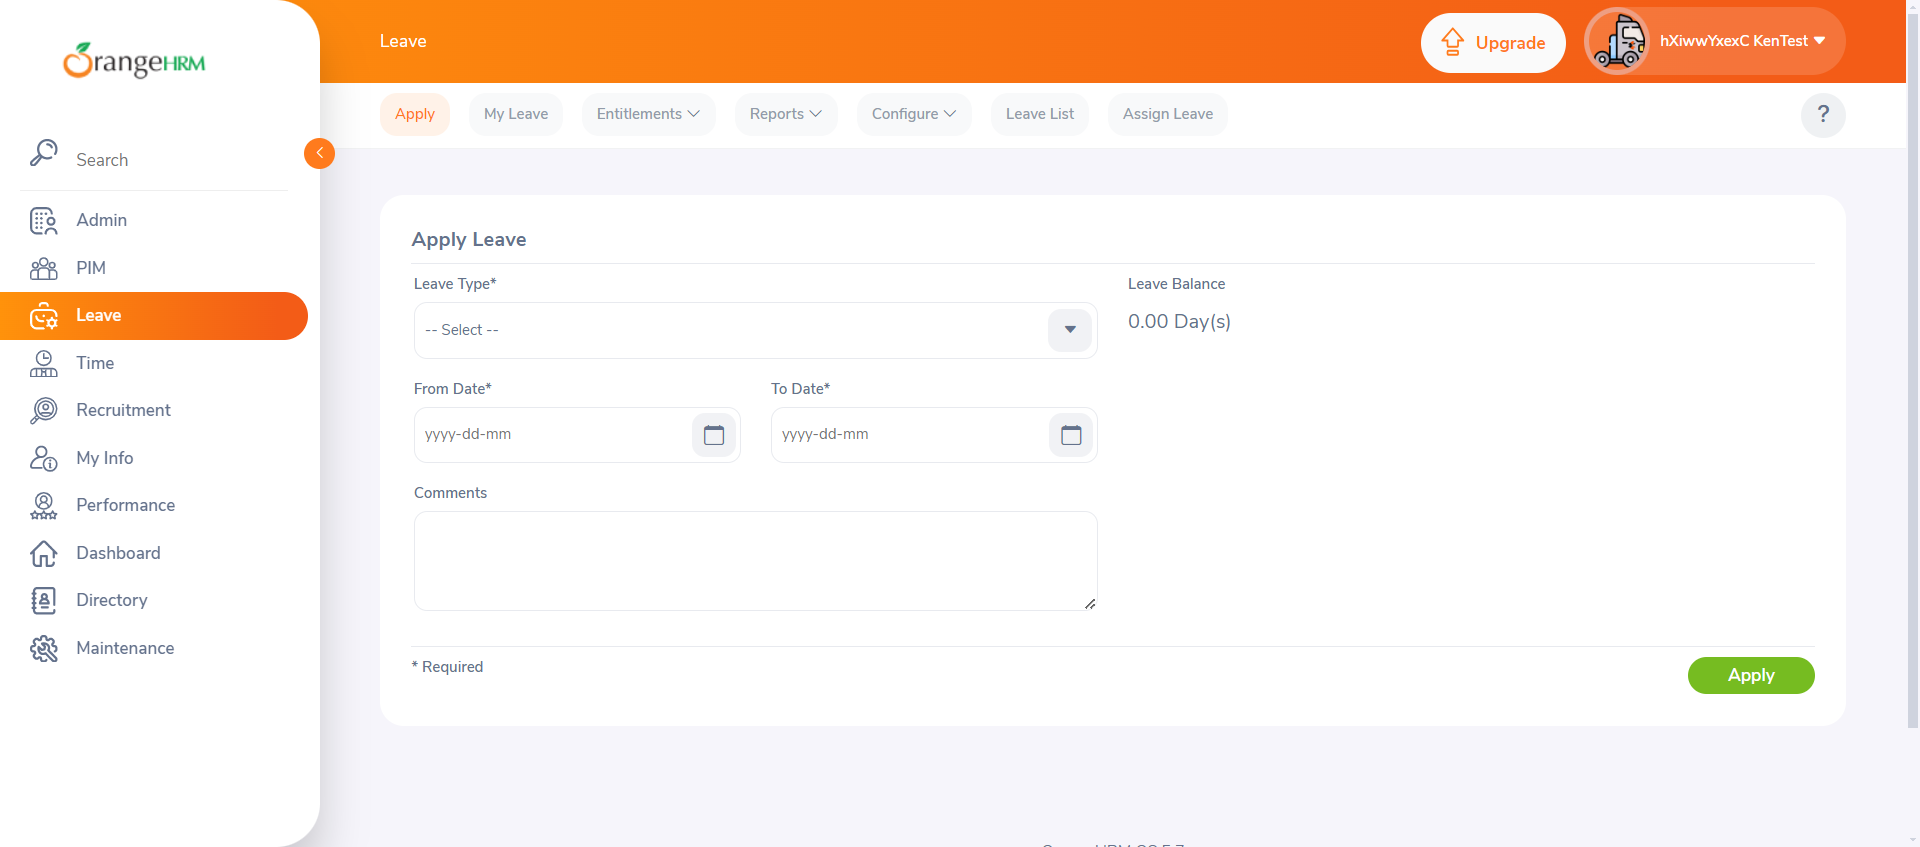 OrangeHRM
Leave
Upgrade
hXiwwYxexC KenTest
Apply
My Leave
Entitlements
Reports
Configure
Leave List
Assign Leave
?
Search
Admin
PIM
Leave
Time
Recruitment
My Info
Performance
Dashboard
Directory
Maintenance
Apply Leave
Leave Type*
Leave Balance
-- Select --
0.00 Day(s)
From Date*
To Date*
yyyy-dd-mm
yyyy-dd-mm
Comments
* Required
Apply